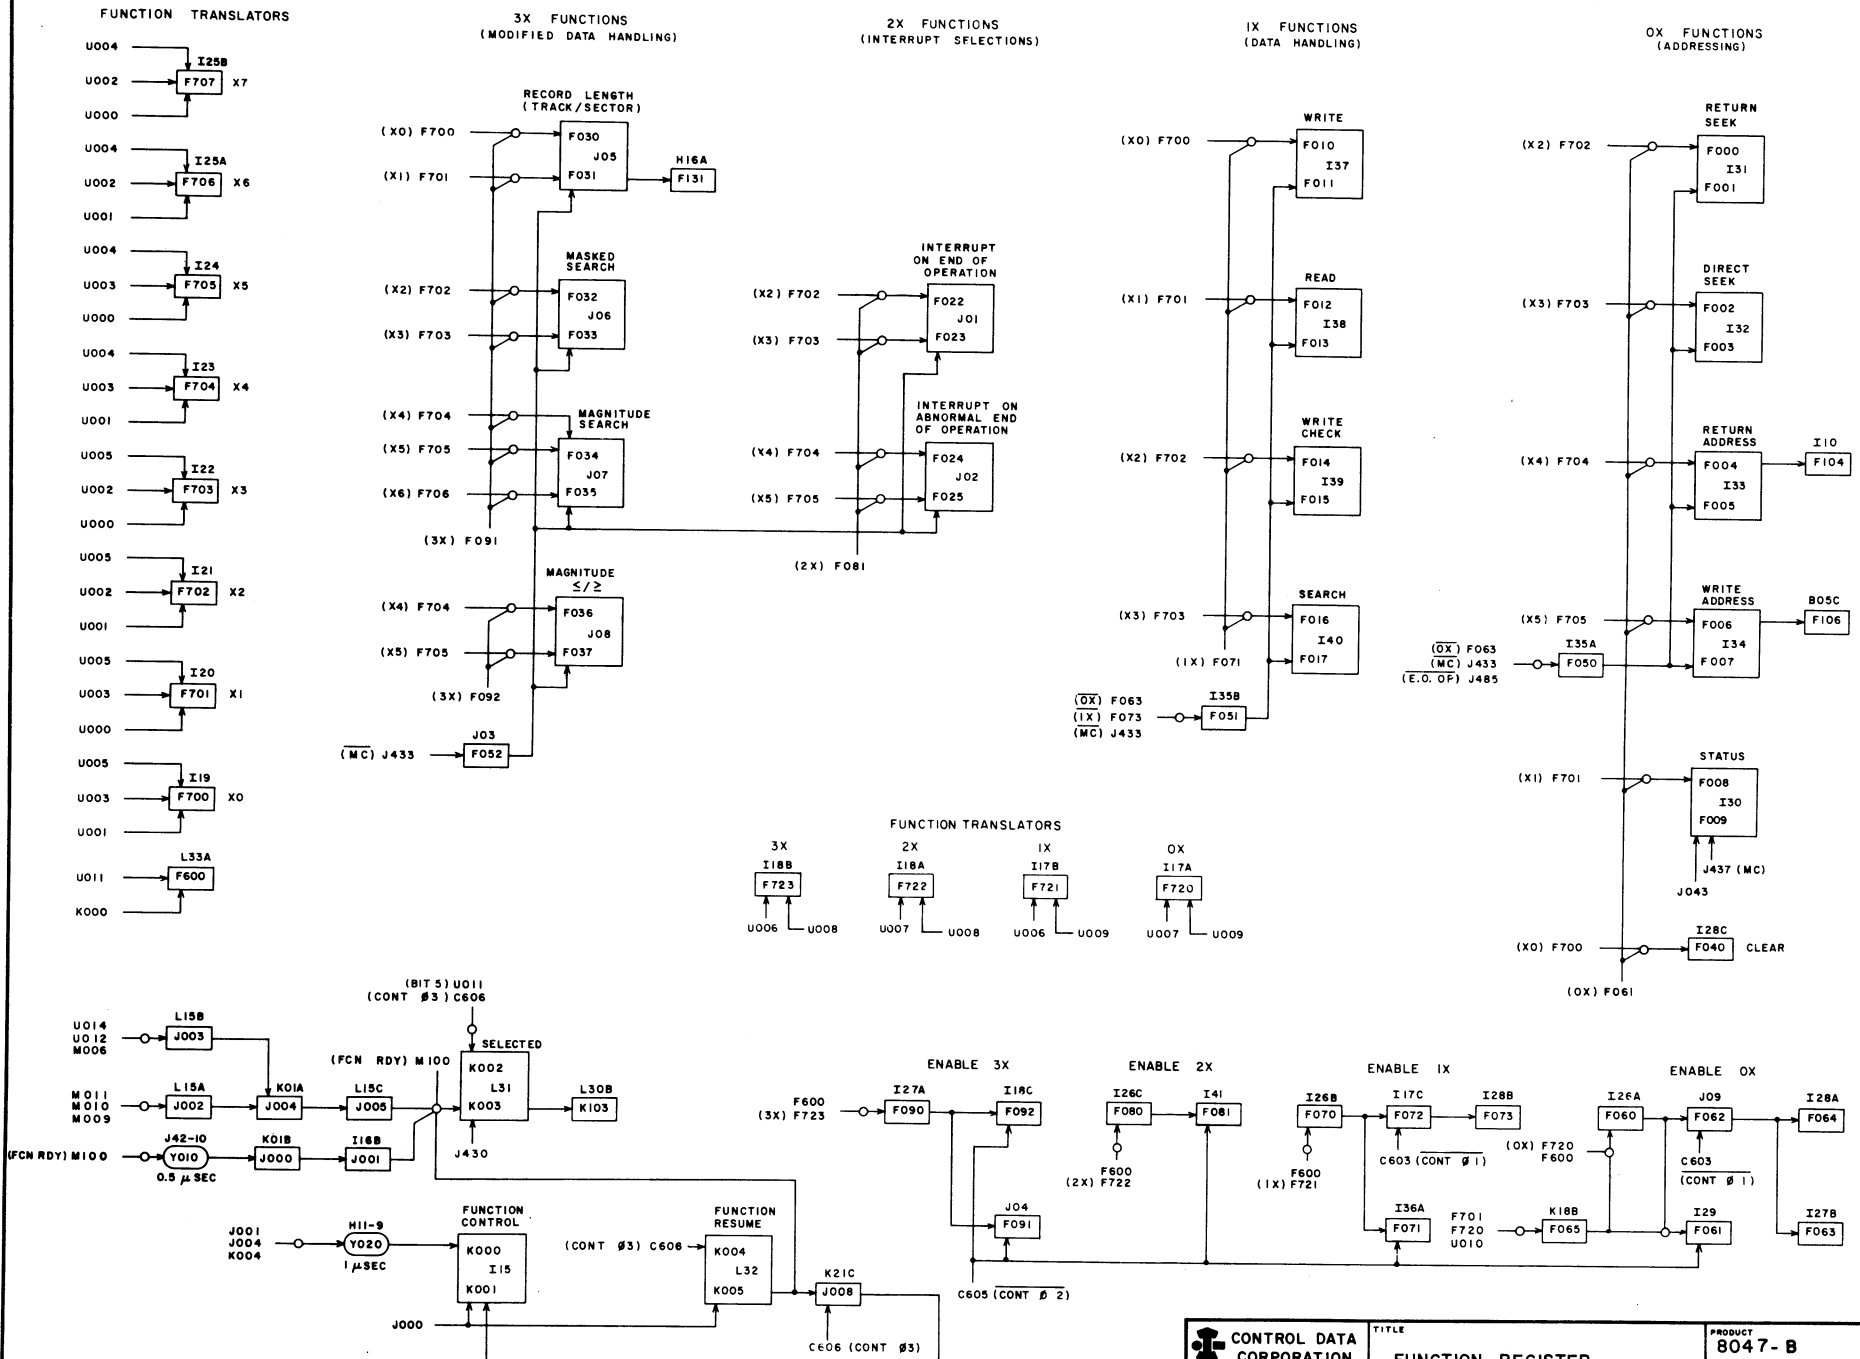 FUNCTION TRANSLATORS
U004
I25B
U002
F707 X7
U000
U004
I25A
U002
F706 X6
U001
U004
I24
U003
F705 X5
U000
U004
I23
U003
F704 X4
U001
U005
I22
U002
F703 X3
U000
U005
I21
U002
F702 X2
U001
U005
I20
U003
F701 X1
U000
U005
I19
U003
F700 X0
U001
L33A
U011
F600
K000
3X FUNCTIONS
(MODIFIED DATA HANDLING)
RECORD LENGTH
(TRACK/SECTOR)
(X0) F700
F030
J05
H16A
(X1) F701
F031
F131
MASKED
SEARCH
(X2) F702
F032
J06
(X3) F703
F033
(X4) F704
MAGNITUDE
SEARCH
(X5) F705
F034
J07
(X6) F706
F035
(3X) F091
MAGNITUDE
≤/≥
(X4) F704
F036
J08
(X5) F705
F037
(3X) F092
J03
(M̅C̅) J433
F052
2X FUNCTIONS
(INTERRUPT SELECTIONS)
INTERRUPT
ON END OF
OPERATION
(X2) F702
F022
J01
(X3) F703
F023
INTERRUPT ON
ABNORMAL END
OF OPERATION
(X4) F704
F024
J02
(X5) F705
F025
(2X) F081
1X FUNCTIONS
(DATA HANDLING)
WRITE
(X0) F700
F010
I37
F011
READ
(X1) F701
F012
I38
F013
WRITE
CHECK
(X2) F702
F014
I39
F015
SEARCH
(X3) F703
F016
I40
(1X) F071
F017
(0̅X̅) F063
(1̅X̅) F073
(M̅C̅) J433
I35B
F051
0X FUNCTIONS
(ADDRESSING)
RETURN
SEEK
(X2) F702
F000
I31
F001
DIRECT
SEEK
(X3) F703
F002
I32
F003
RETURN
ADDRESS
I10
(X4) F704
F004
F104
I33
F005
WRITE
ADDRESS
B05C
(X5) F705
F006
F106
I34
F007
(0̅X̅) F063
(M̅C̅) J433
(E̅.̅O̅.̅ ̅O̅P̅) J485
I35A
F050
STATUS
(X1) F701
F008
I30
F009
J437 (MC)
J043
I28C
(X0) F700
F040 CLEAR
(0X) F061
FUNCTION TRANSLATORS
3X 2X 1X 0X
I18B I18A I17B I17A
F723 F722 F721 F720
U006 U008 U007 U008 U006 U009 U007 U009
(BIT 5) U011
(CONT Ø3) C606
U014
U012
M006
L15B
J003
(FCN RDY) M100
SELECTED
K002
L31
K003
L30B
K103
J430
M011
M010
M009
L15A
J002
K01A
J004
L15C
J005
(FCN RDY) M100
J42-10
Y010
0.5 µSEC
K01B
J000
I16B
J001
J001
J004
K004
H11-9
Y020
1 µSEC
FUNCTION
CONTROL
K000
I15
K001
J000
FUNCTION
RESUME
(CONT Ø3) C606
K004
L32
K005
K21C
J008
C606 (CONT Ø3)
ENABLE 3X
F600
(3X) F723
I27A
F090
I18C
F092
J04
F091
C605 (C̅O̅N̅T̅ ̅Ø̅ ̅2̅)
ENABLE 2X
I26C
F080
I41
F081
F600
(2X) F722
ENABLE 1X
I26B
F070
I17C
F072
I28B
F073
F600
(1X) F721
C603 (C̅O̅N̅T̅ ̅Ø̅ ̅1̅)
I36A
F071
ENABLE 0X
I26A
F060
J09
F062
I28A
F064
(0X) F720
F600
C603
(C̅O̅N̅T̅ ̅Ø̅ ̅1̅)
F701
F720
U010
K18B
F065
I29
F061
I27B
F063
CONTROL DATA
CORPORATION
TITLE
FUNCTION REGISTER
PRODUCT
8047-B